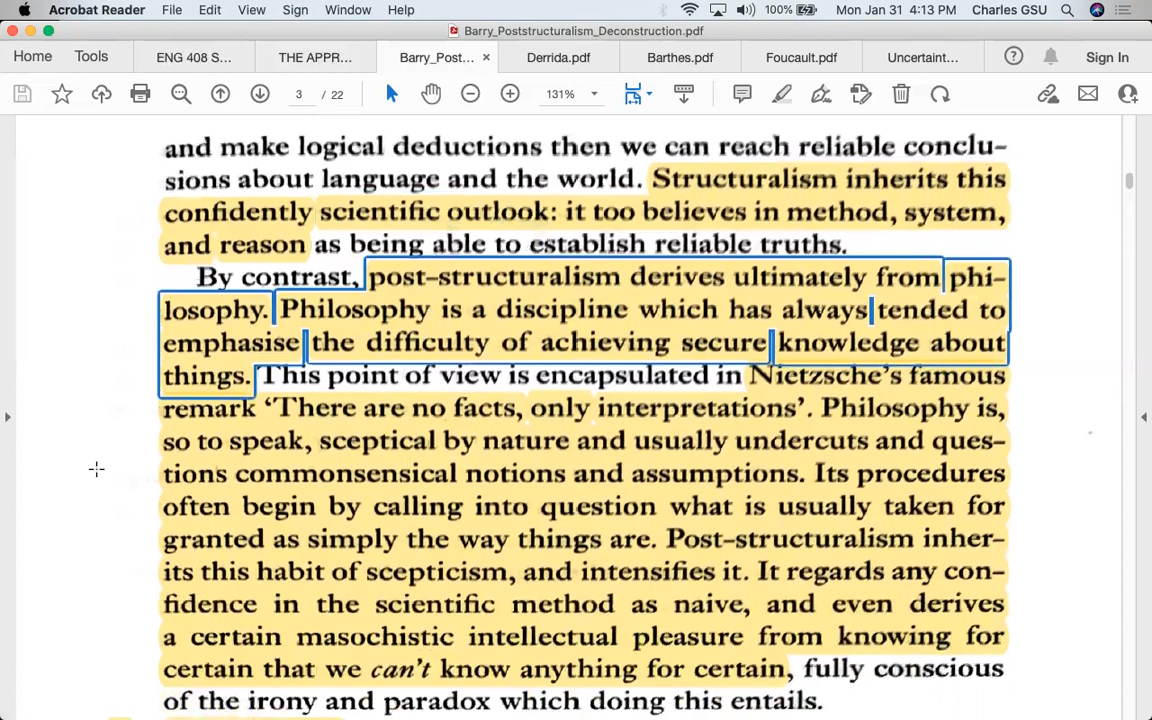 Acrobat Reader File Edit View Sign Window Help 100% Mon Jan 31 4:13 PM Charles GSU
Barry_Poststructuralism_Deconstruction.pdf
Home Tools ENG 408 S... THE APPR... Barry_Post... × Derrida.pdf Barthes.pdf Foucault.pdf Uncertaint... Sign In
3 / 22 131%
and make logical deductions then we can reach reliable conclu-
sions about language and the world. Structuralism inherits this
confidently scientific outlook: it too believes in method, system,
and reason as being able to establish reliable truths.
By contrast, post-structuralism derives ultimately from phi-
losophy. Philosophy is a discipline which has always tended to
emphasise the difficulty of achieving secure knowledge about
things. This point of view is encapsulated in Nietzsche's famous
remark ‘There are no facts, only interpretations’. Philosophy is,
so to speak, sceptical by nature and usually undercuts and ques-
tions commonsensical notions and assumptions. Its procedures
often begin by calling into question what is usually taken for
granted as simply the way things are. Post-structuralism inher-
its this habit of scepticism, and intensifies it. It regards any con-
fidence in the scientific method as naive, and even derives
a certain masochistic intellectual pleasure from knowing for
certain that we can't know anything for certain, fully conscious
of the irony and paradox which doing this entails.